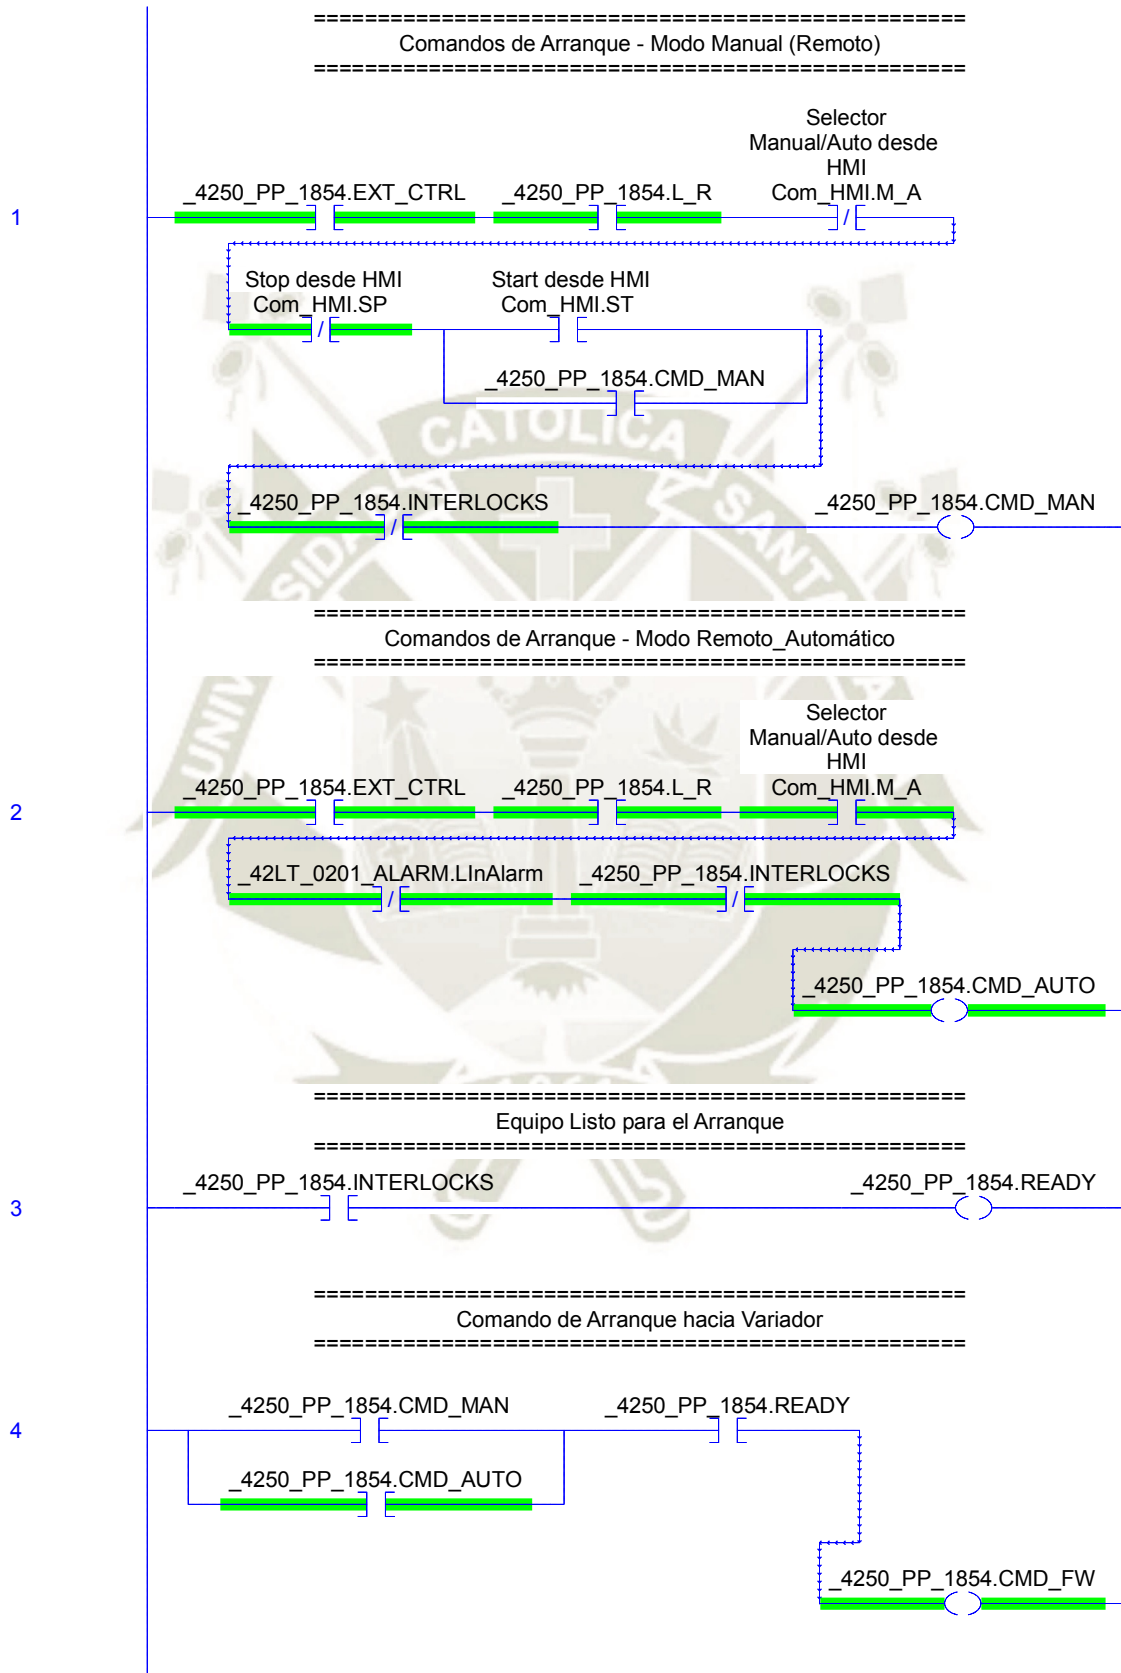 ==================================================
Comandos de Arranque - Modo Manual (Remoto)
==================================================
Selector
Manual/Auto desde
HMI
_4250_PP_1854.EXT_CTRL _4250_PP_1854.L_R Com_HMI.M_A
1
/
Stop desde HMI Start desde HMI
Com_HMI.SP Com_HMI.ST
/
_4250_PP_1854.CMD_MAN
CATOLICA
_4250_PP_1854.INTERLOCKS _4250_PP_1854.CMD_MAN
/
SANTA
==================================================
Comandos de Arranque - Modo Remoto_Automático
==================================================
Selector
Manual/Auto desde
HMI
_4250_PP_1854.EXT_CTRL _4250_PP_1854.L_R Com_HMI.M_A
2
_42LT_0201_ALARM.LInAlarm _4250_PP_1854.INTERLOCKS
/ /
_4250_PP_1854.CMD_AUTO
==================================================
Equipo Listo para el Arranque
==================================================
_4250_PP_1854.INTERLOCKS _4250_PP_1854.READY
3
==================================================
Comando de Arranque hacia Variador
==================================================
_4250_PP_1854.CMD_MAN _4250_PP_1854.READY
4
_4250_PP_1854.CMD_AUTO
_4250_PP_1854.CMD_FW